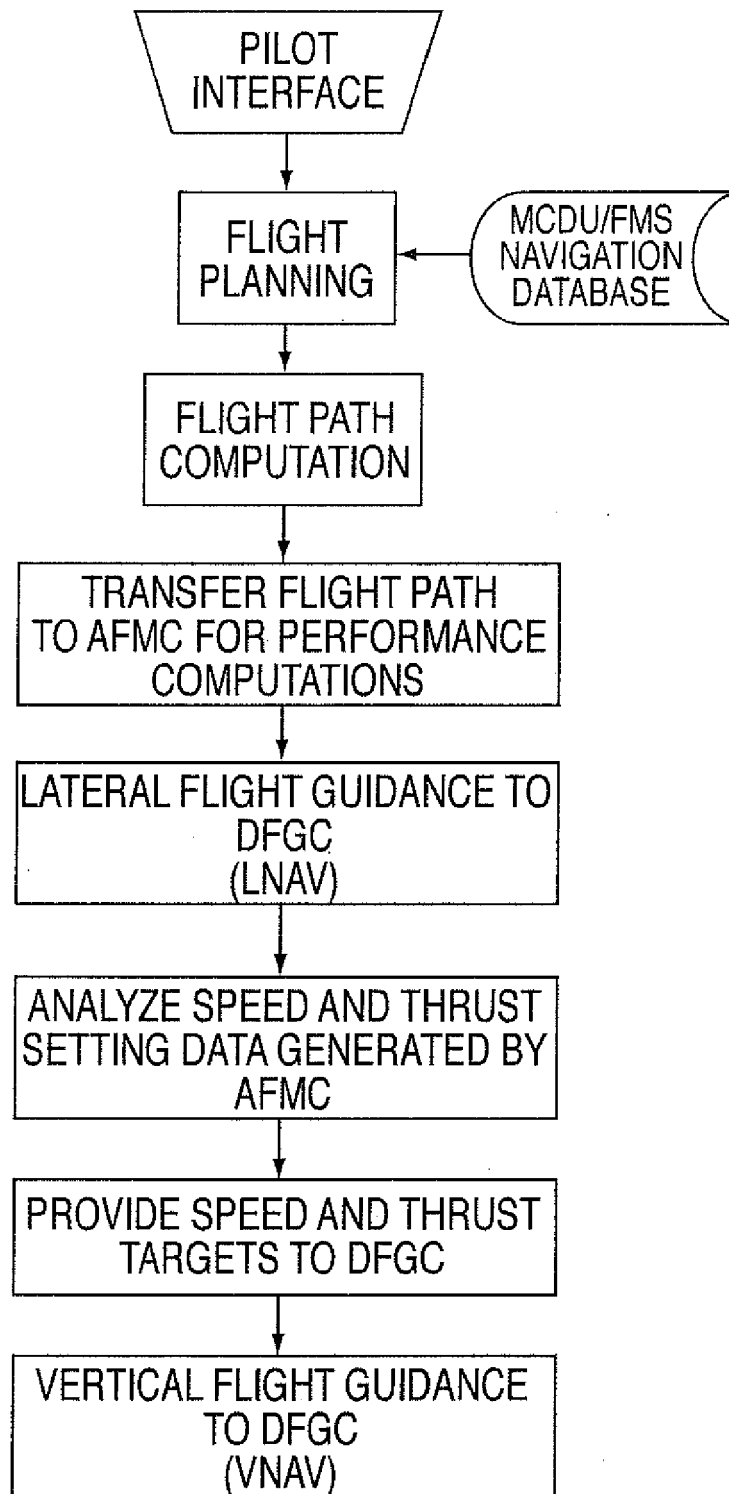 PILOT
INTERFACE
FLIGHT
PLANNING
MCDU/FMS
NAVIGATION
DATABASE
FLIGHT PATH
COMPUTATION
TRANSFER FLIGHT PATH
TO AFMC FOR PERFORMANCE
COMPUTATIONS
LATERAL FLIGHT GUIDANCE TO
DFGC
(LNAV)
ANALYZE SPEED AND THRUST
SETTING DATA GENERATED BY
AFMC
PROVIDE SPEED AND THRUST
TARGETS TO DFGC
VERTICAL FLIGHT GUIDANCE
TO DFGC
(VNAV)